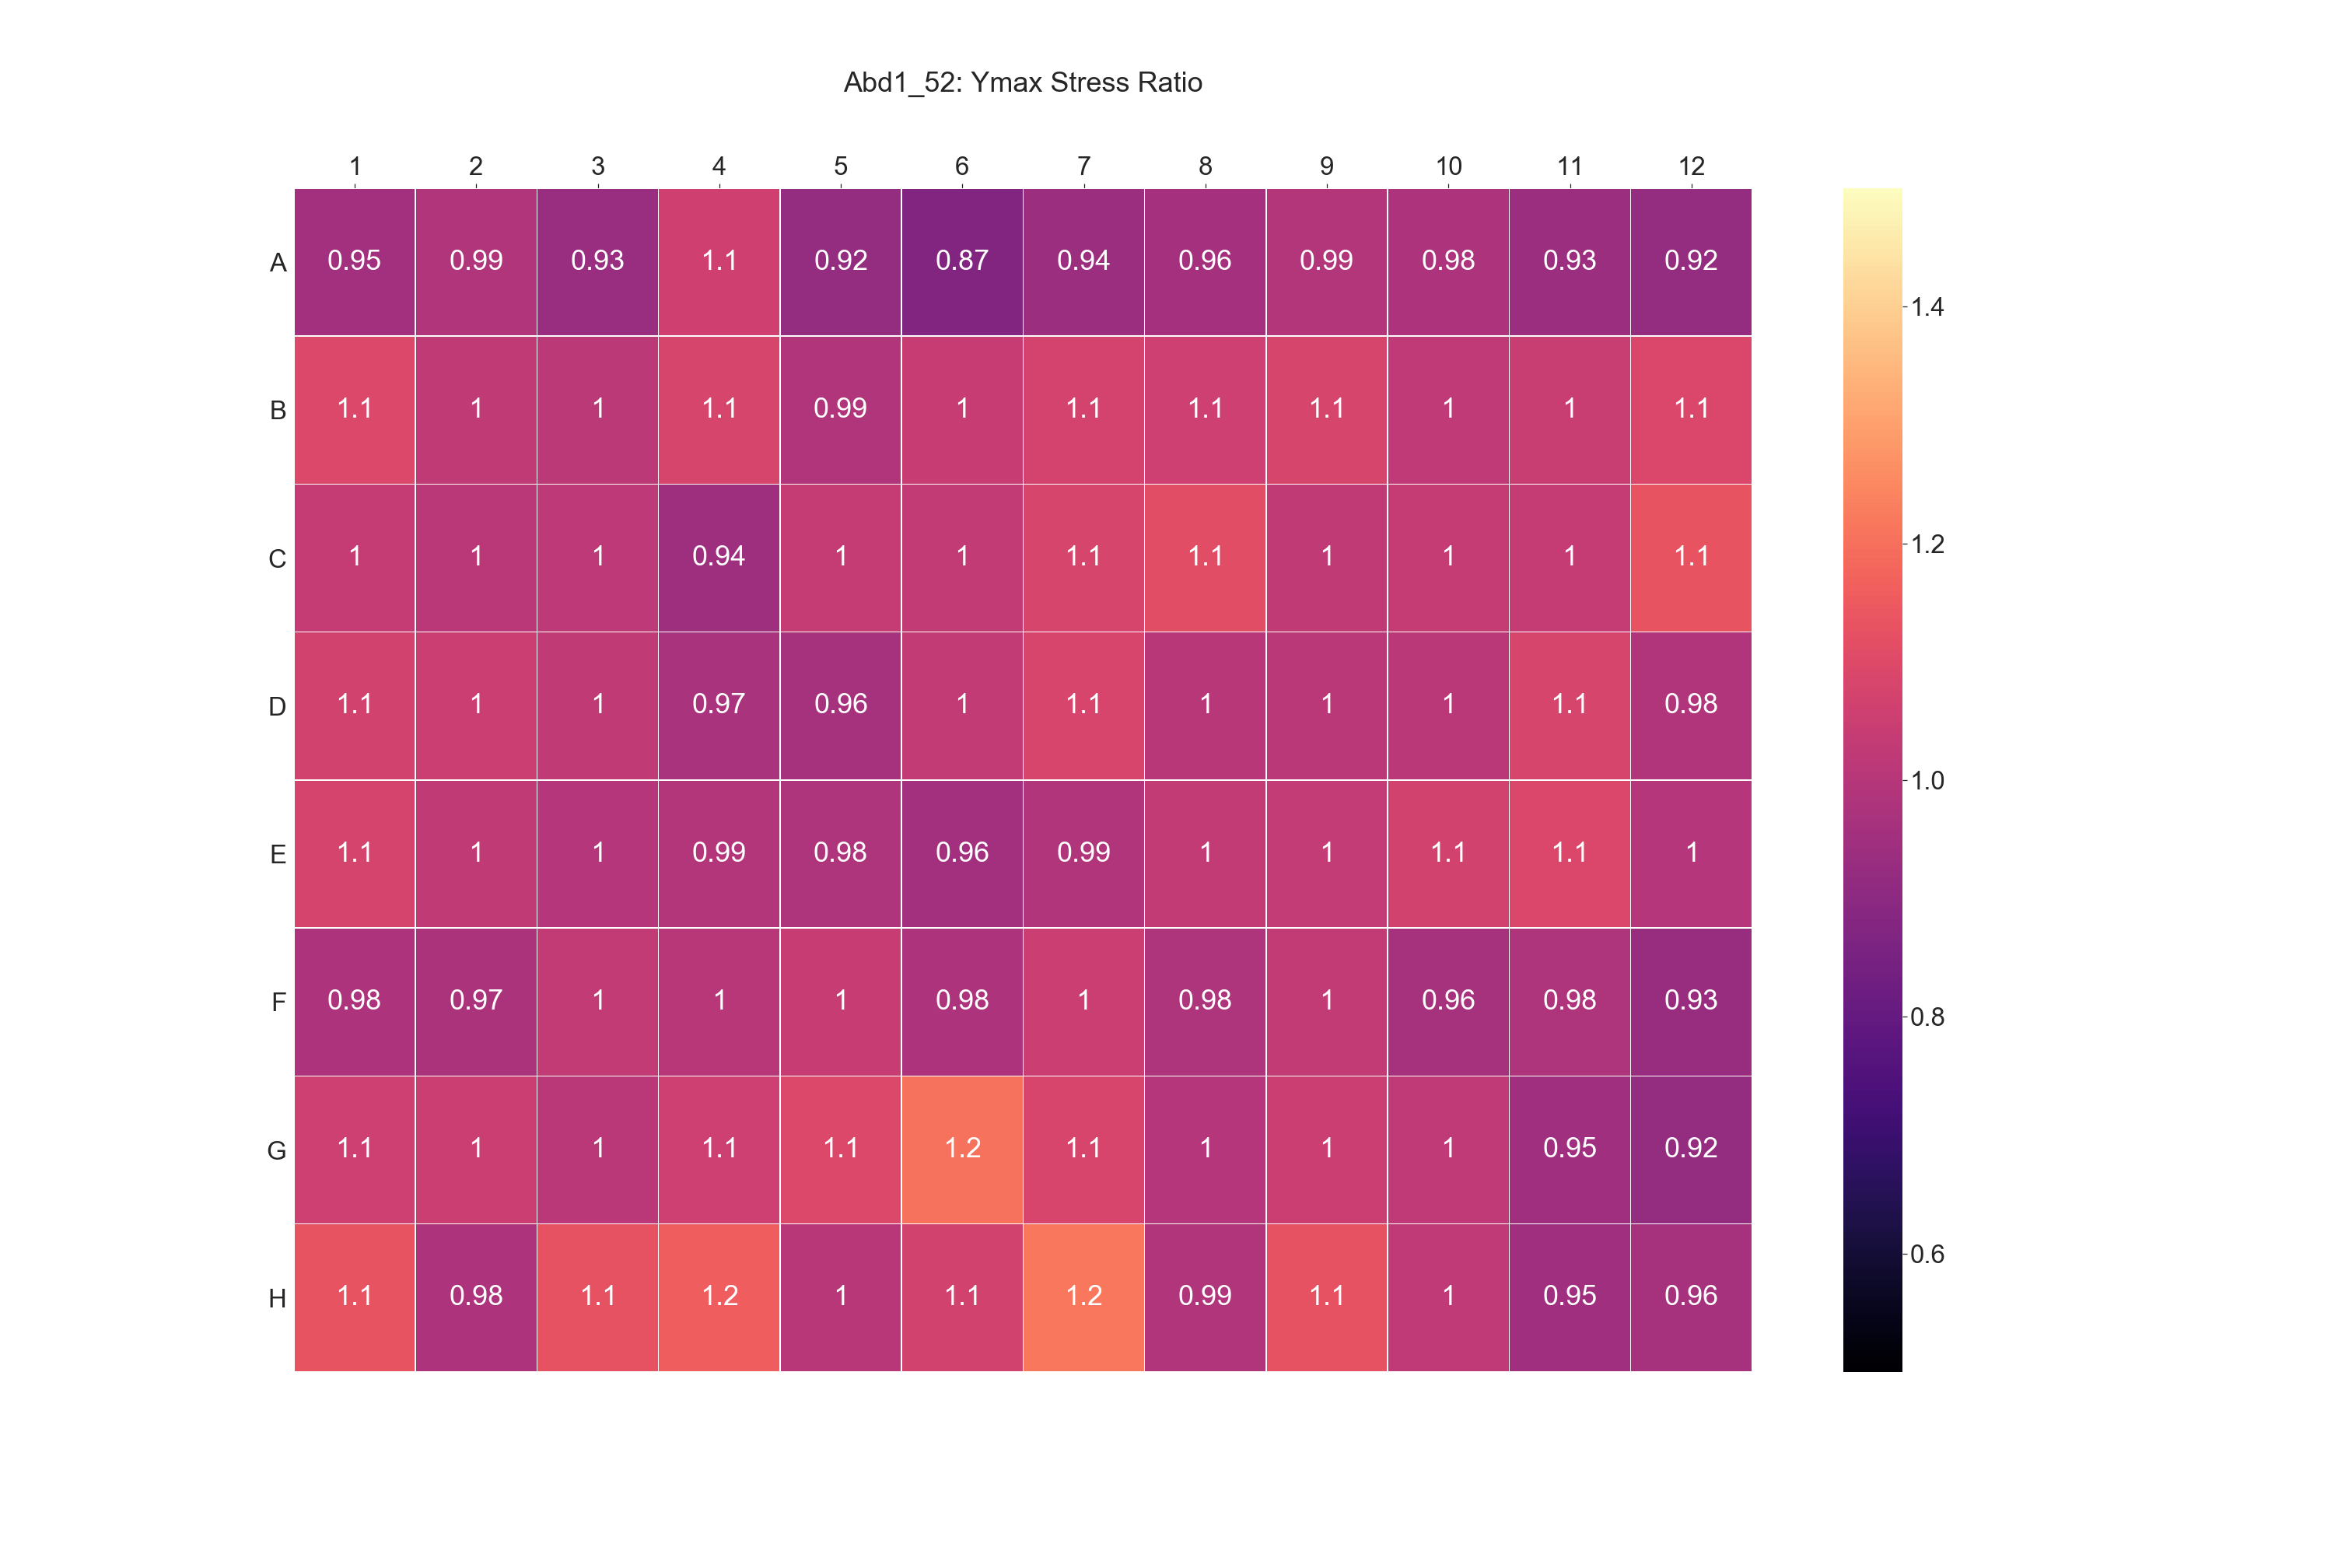 Abd1_52: Ymax Stress Ratio
1 2 3 4 5 6 7 8 9 10 11 12
A 0.95 0.99 0.93 1.1 0.92 0.87 0.94 0.96 0.99 0.98 0.93 0.92
B 1.1 1 1 1.1 0.99 1 1.1 1.1 1.1 1 1 1.1
C 1 1 1 0.94 1 1 1.1 1.1 1 1 1 1.1
D 1.1 1 1 0.97 0.96 1 1.1 1 1 1 1.1 0.98
E 1.1 1 1 0.99 0.98 0.96 0.99 1 1 1.1 1.1 1
F 0.98 0.97 1 1 1 0.98 1 0.98 1 0.96 0.98 0.93
G 1.1 1 1 1.1 1.1 1.2 1.1 1 1 1 0.95 0.92
H 1.1 0.98 1.1 1.2 1 1.1 1.2 0.99 1.1 1 0.95 0.96
1.4
1.2
1.0
0.8
0.6